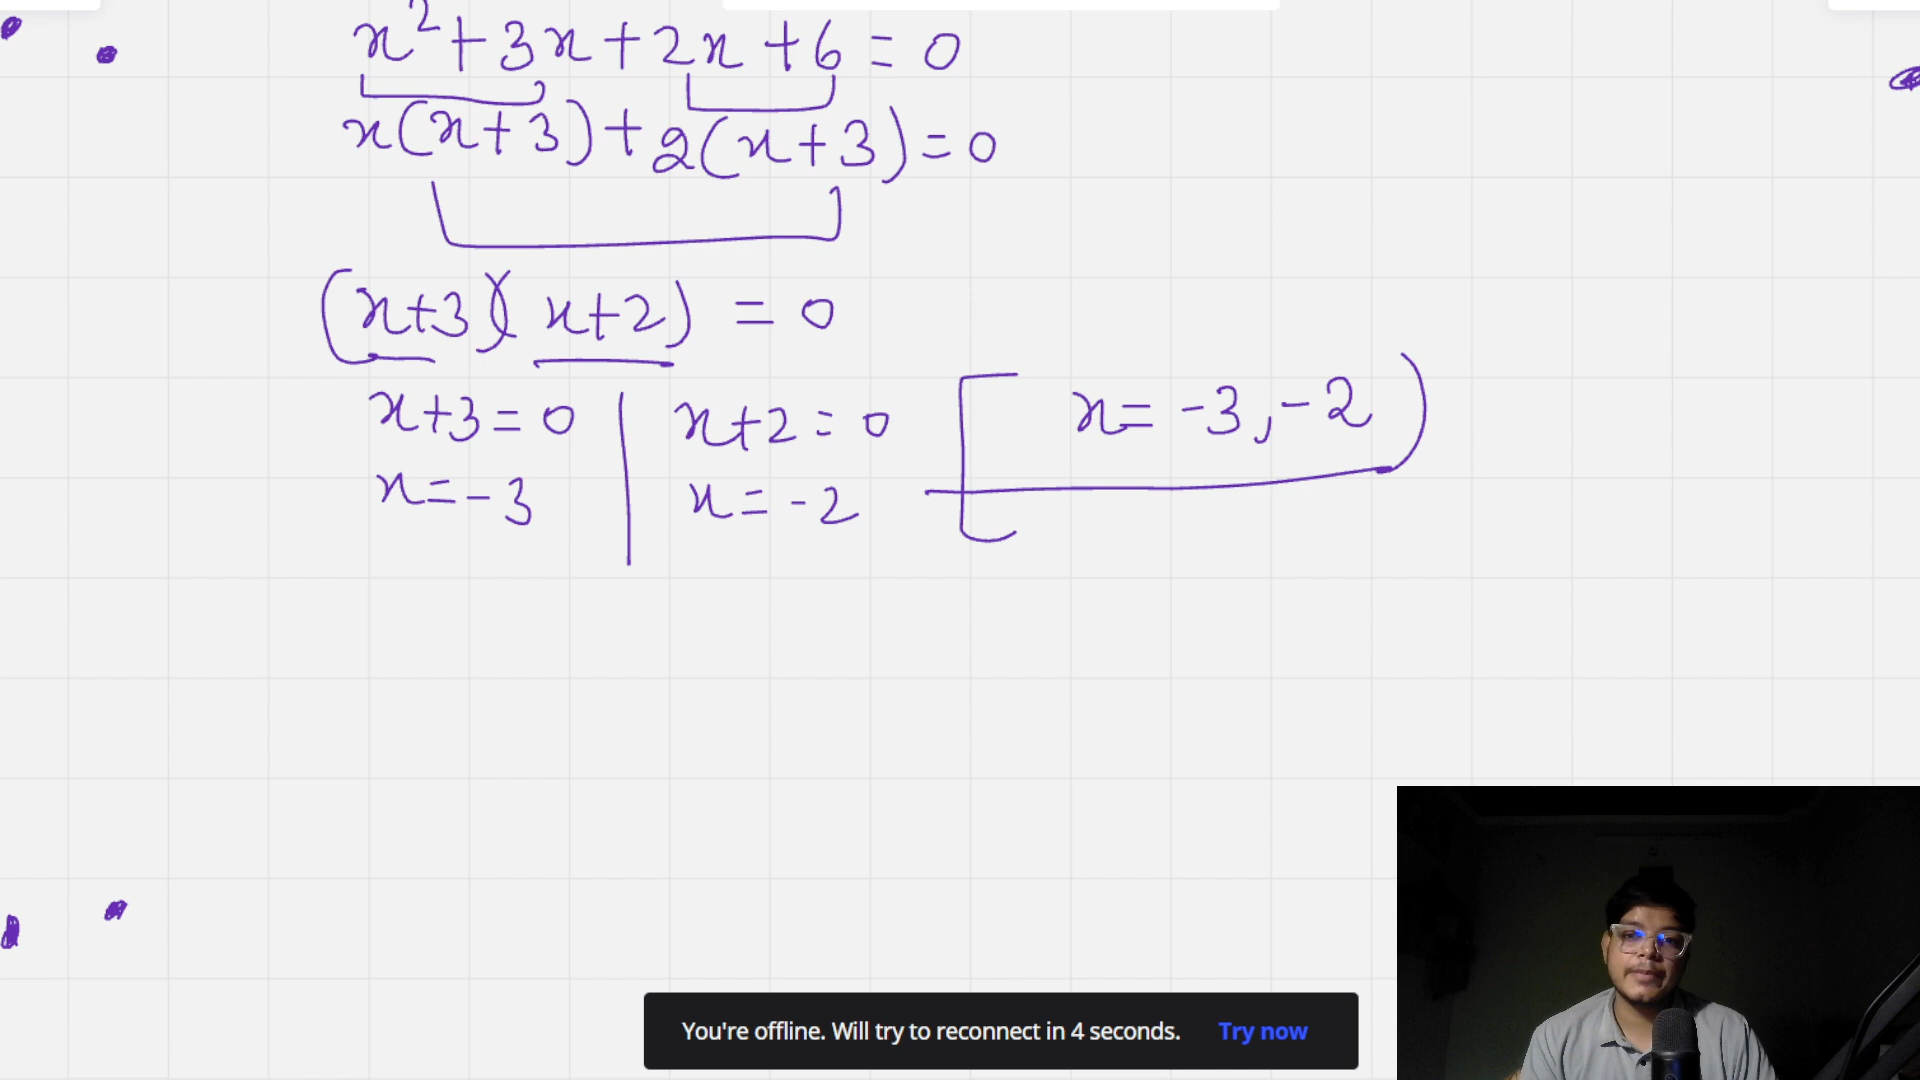 x² + 3x + 2x + 6 = 0
x(x+3) + 2(x+3) = 0
(x+3)(x+2) = 0
x+3 = 0 | x+2 = 0 [ x = -3, -2 )
x = -3 | x = -2
You're offline. Will try to reconnect in 4 seconds. Try now